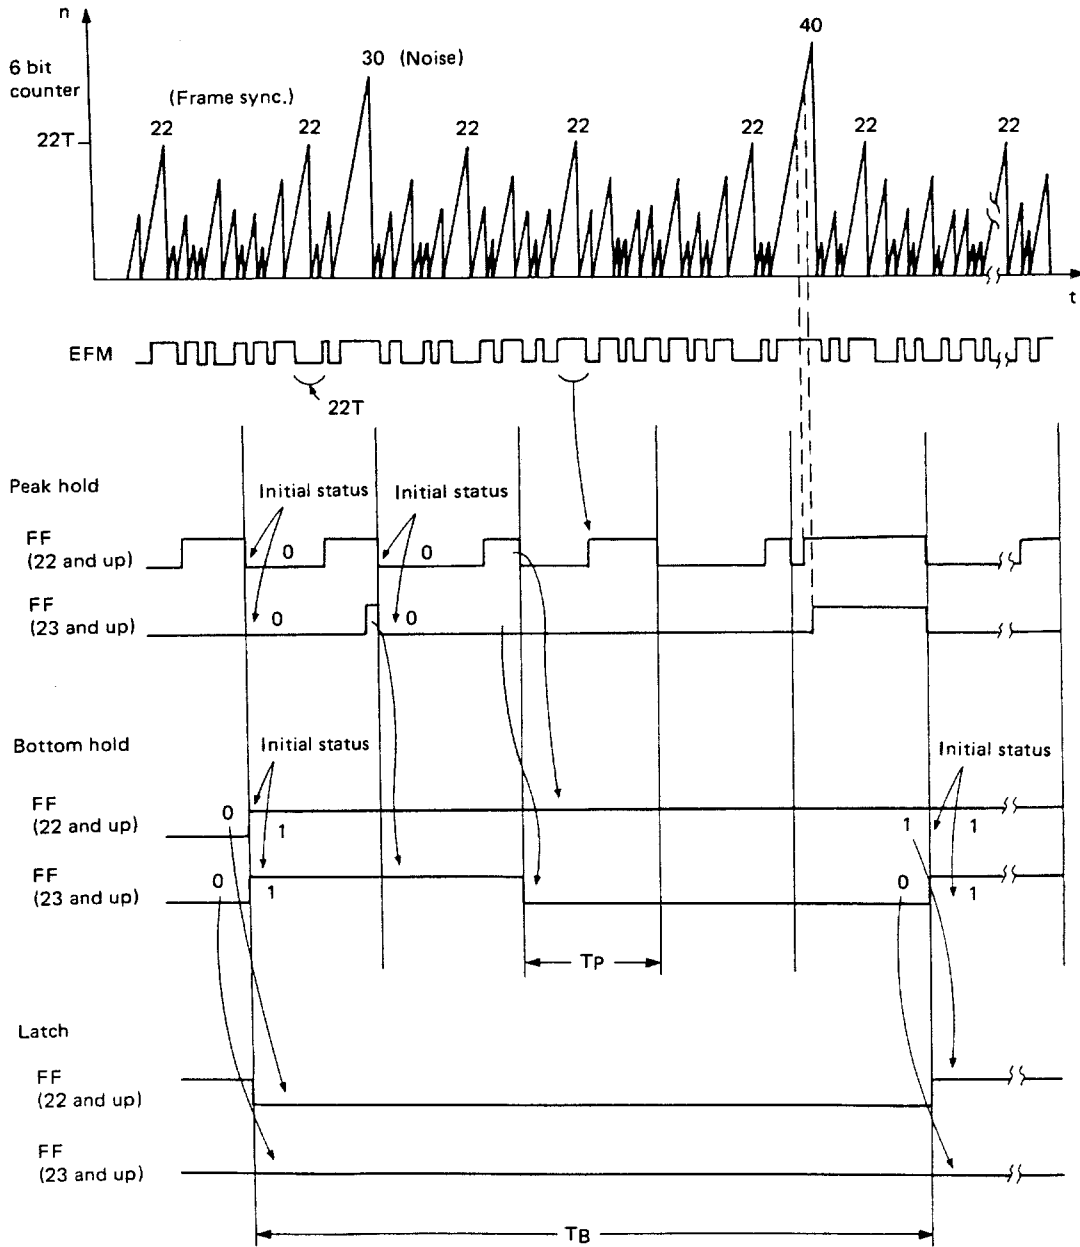 n
40
30 (Noise)
6 bit
counter
(Frame sync.)
22 22 22 22 22 22 22
22T
t
EFM
22T
Peak hold
Initial status Initial status
FF
(22 and up)
0 0
FF
(23 and up)
0 0
Bottom hold
Initial status Initial status
FF
(22 and up)
0 1 1 1
FF
(23 and up)
0 1 0 1
TP
Latch
FF
(22 and up)
FF
(23 and up)
TB